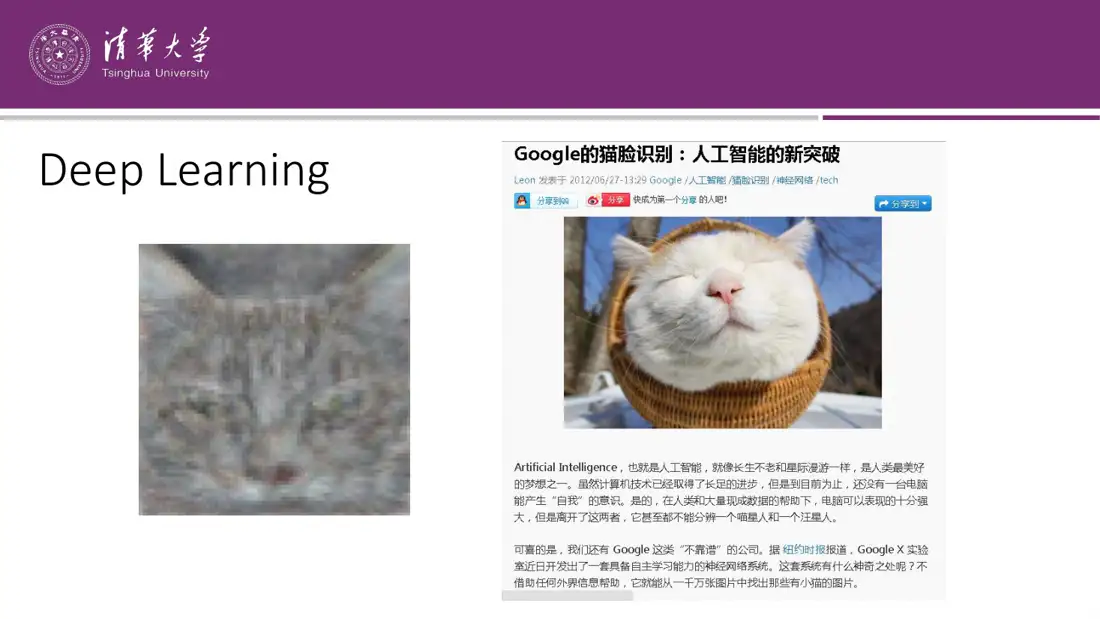 清华大学
Tsinghua University
Deep Learning
Google的猫脸识别：人工智能的新突破
Leon 发表于 2012/06/27-13:29 Google /人工智能 /猫脸识别 /神经网络 /tech
分享到QQ 分享 快成为第一个分享 的人吧！ 分享到
Artificial Intelligence，也就是人工智能，就像长生不老和星际漫游一样，是人类最美好
的梦想之一。虽然计算机技术已经取得了长足的进步，但是到目前为止，还没有一台电脑
能产生“自我”的意识。是的，在人类和大量现成数据的帮助下，电脑可以表现的十分强
大，但是离开了这两者，它甚至都不能分辨一个喵星人和一个汪星人。
可喜的是，我们还有 Google 这类“不靠谱”的公司。据 纽约时报报道，Google X 实验
室近日开发出了一套具备自主学习能力的神经网络系统。这套系统有什么神奇之处呢？不
借助任何外界信息帮助，它就能从一千万张图片中找出那些有小猫的图片。